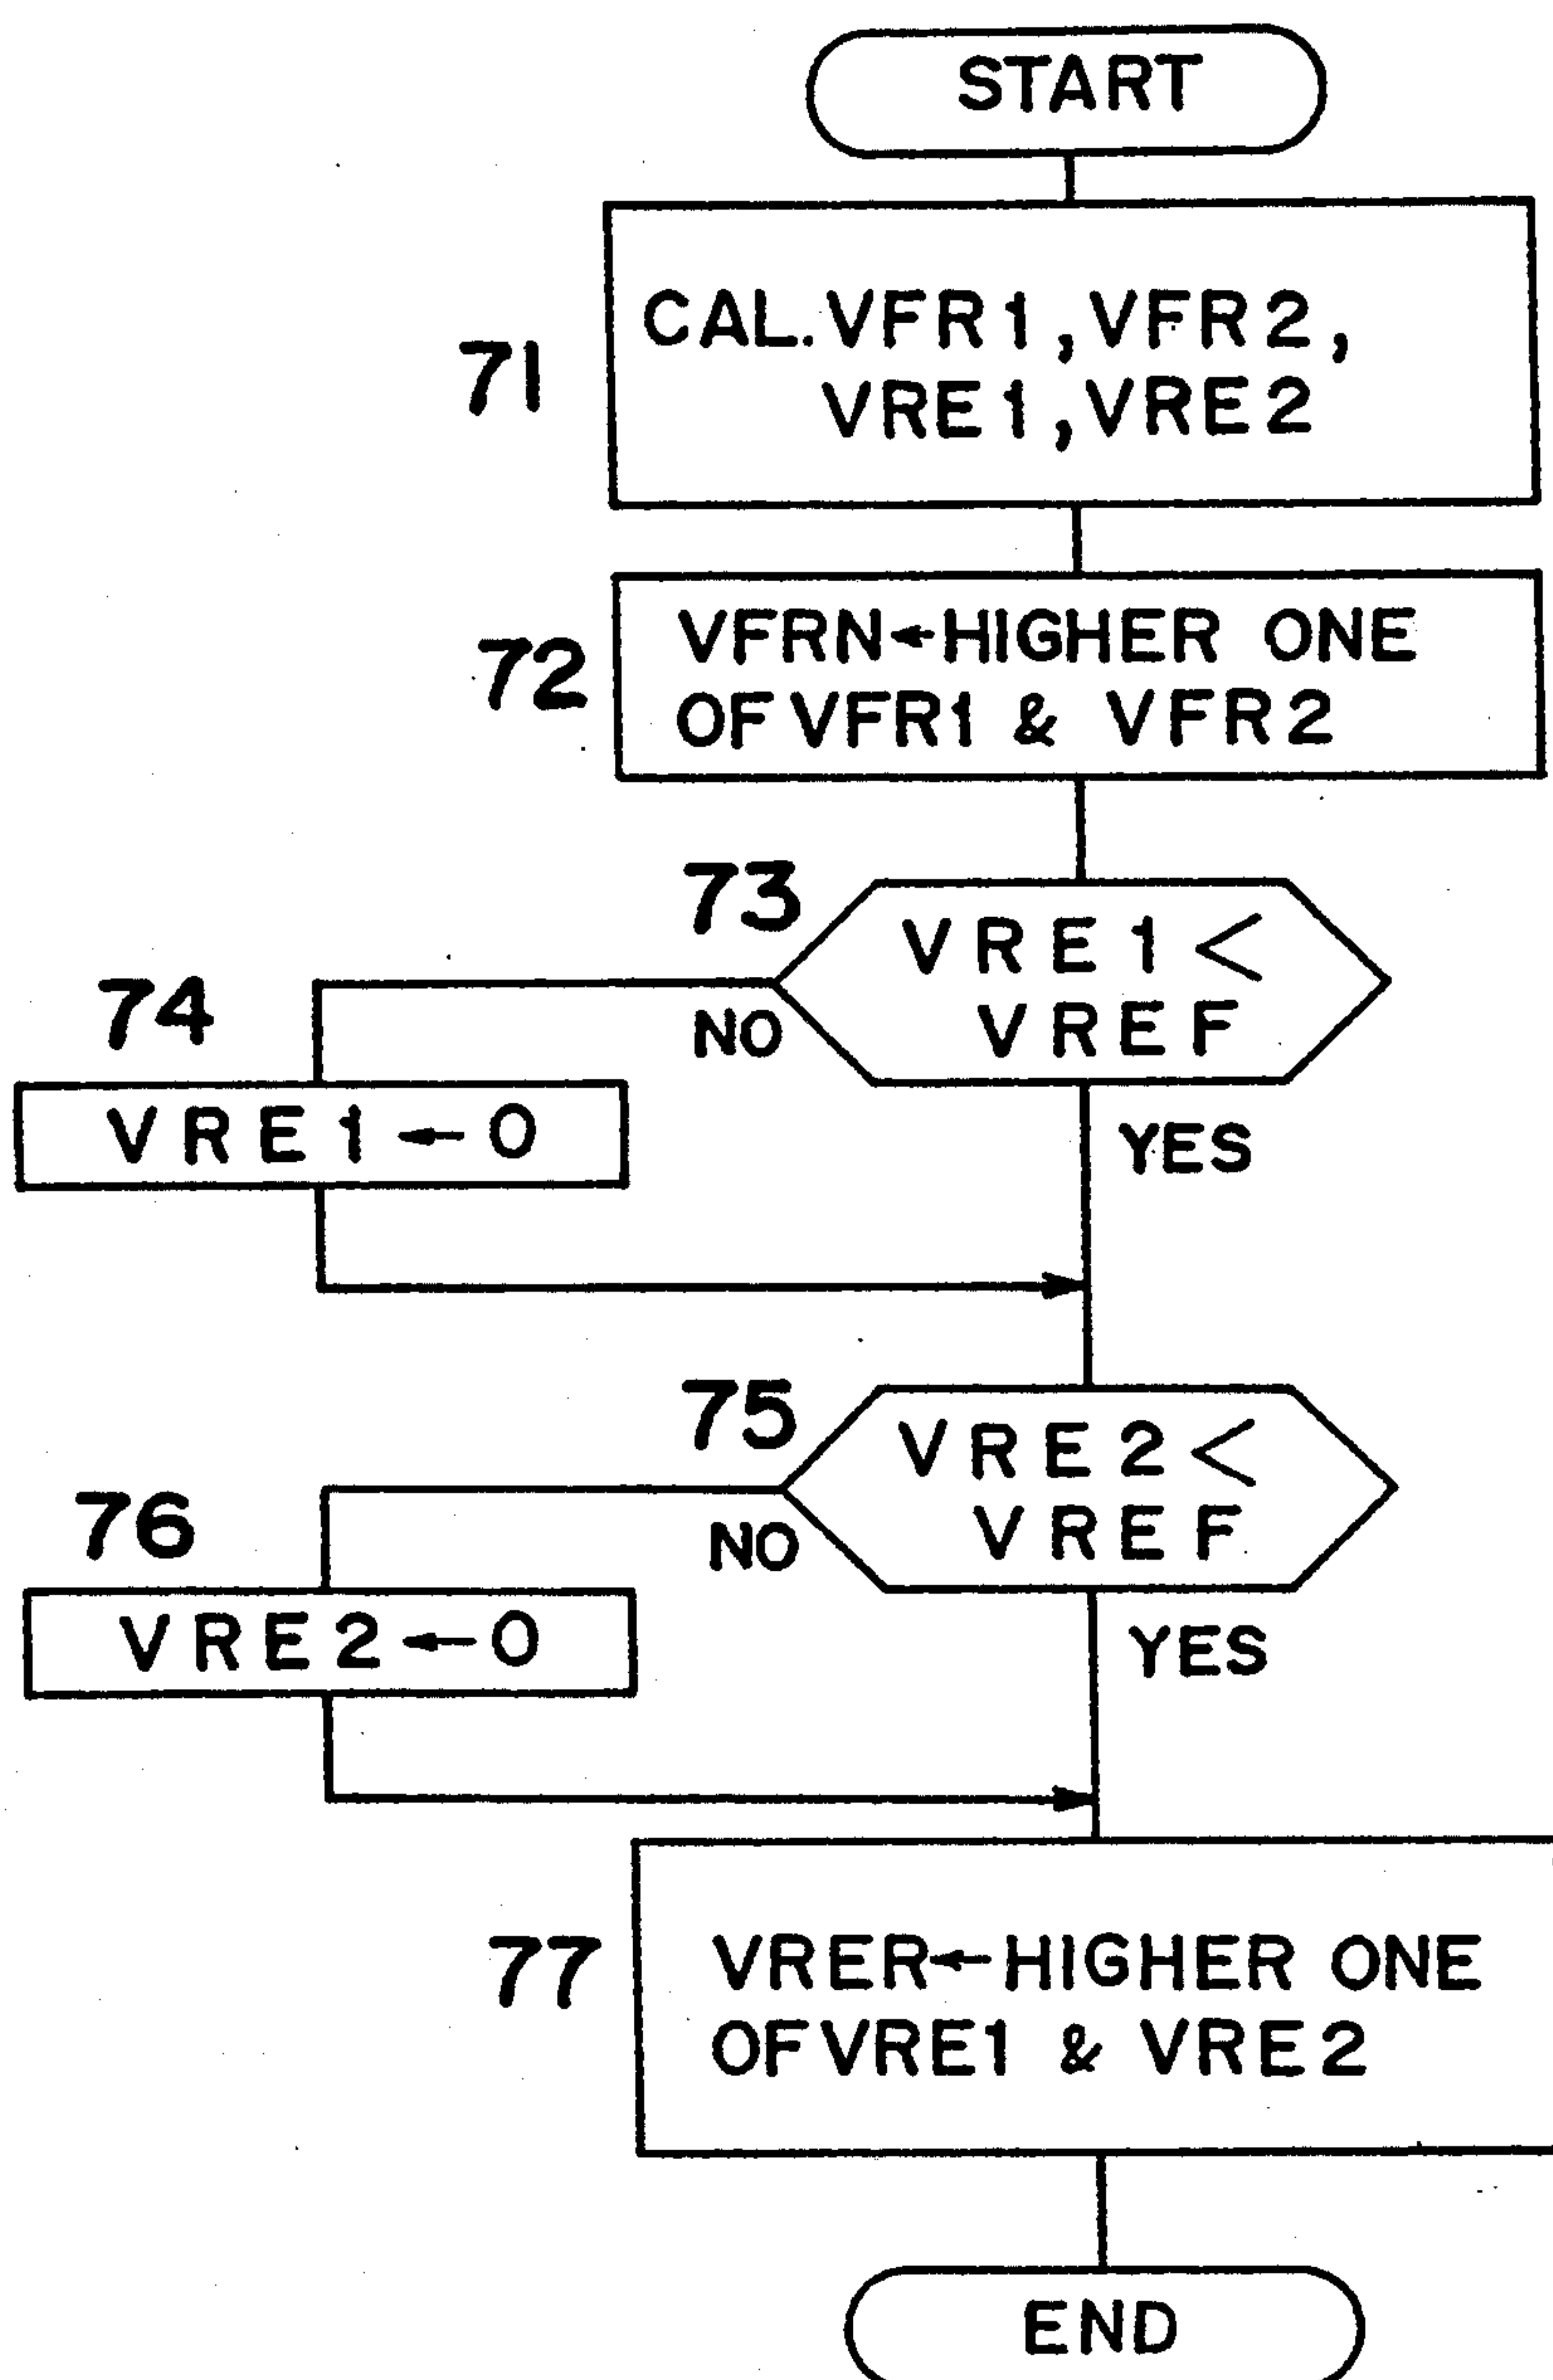 START
71
CAL. VFR1, VFR2,
VRE1, VRE2
72
VFRN←HIGHER ONE
OF VFR1 & VFR2
73
VRE1<
VREF
NO
74
VRE1←0
YES
75
VRE2<
VREF
NO
76
VRE2←0
YES
77
VRER←HIGHER ONE
OF VRE1 & VRE2
END